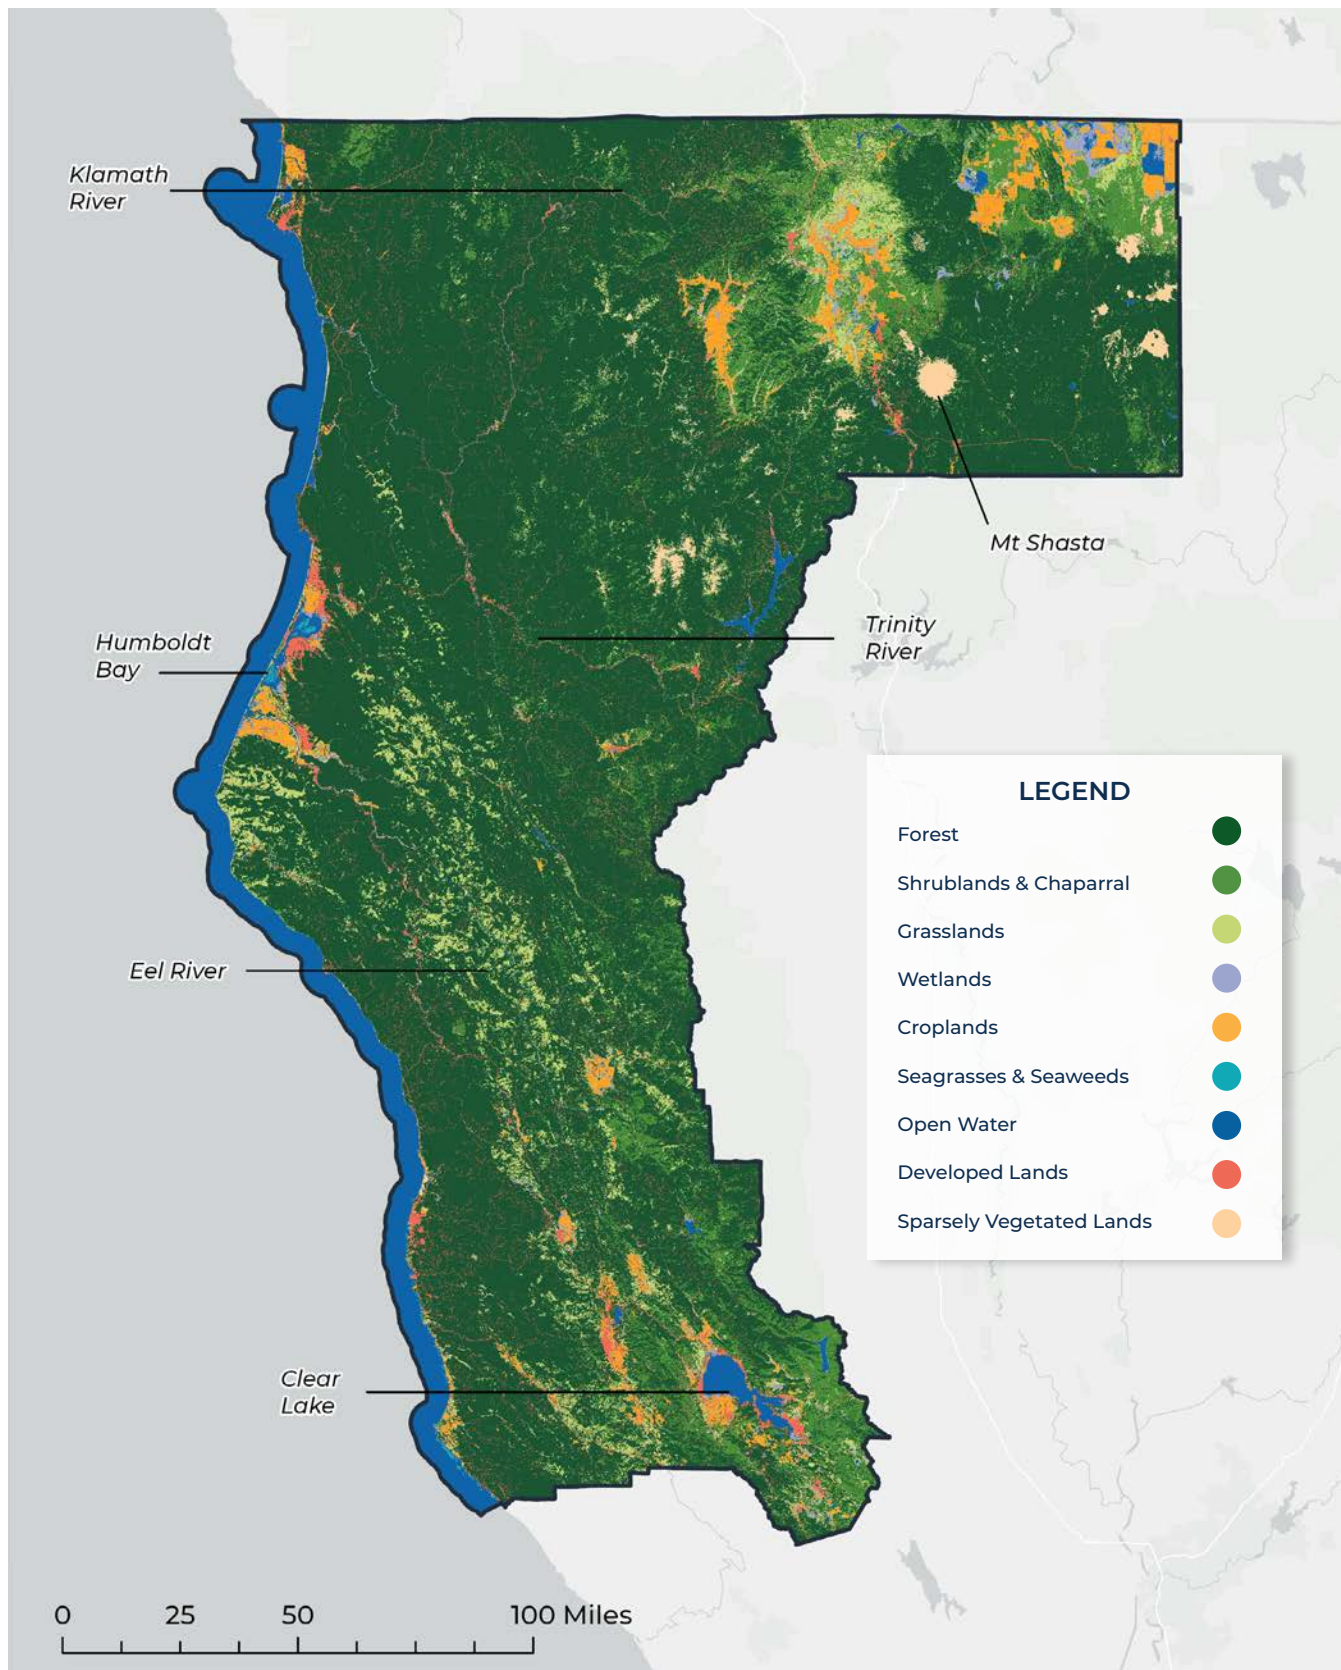 Klamath
River
Mt Shasta
Humboldt
Bay
Trinity
River
LEGEND
Forest
Shrublands & Chaparral
Grasslands
Wetlands
Croplands
Seagrasses & Seaweeds
Open Water
Developed Lands
Sparsely Vegetated Lands
Eel River
Clear
Lake
0 25 50 100 Miles